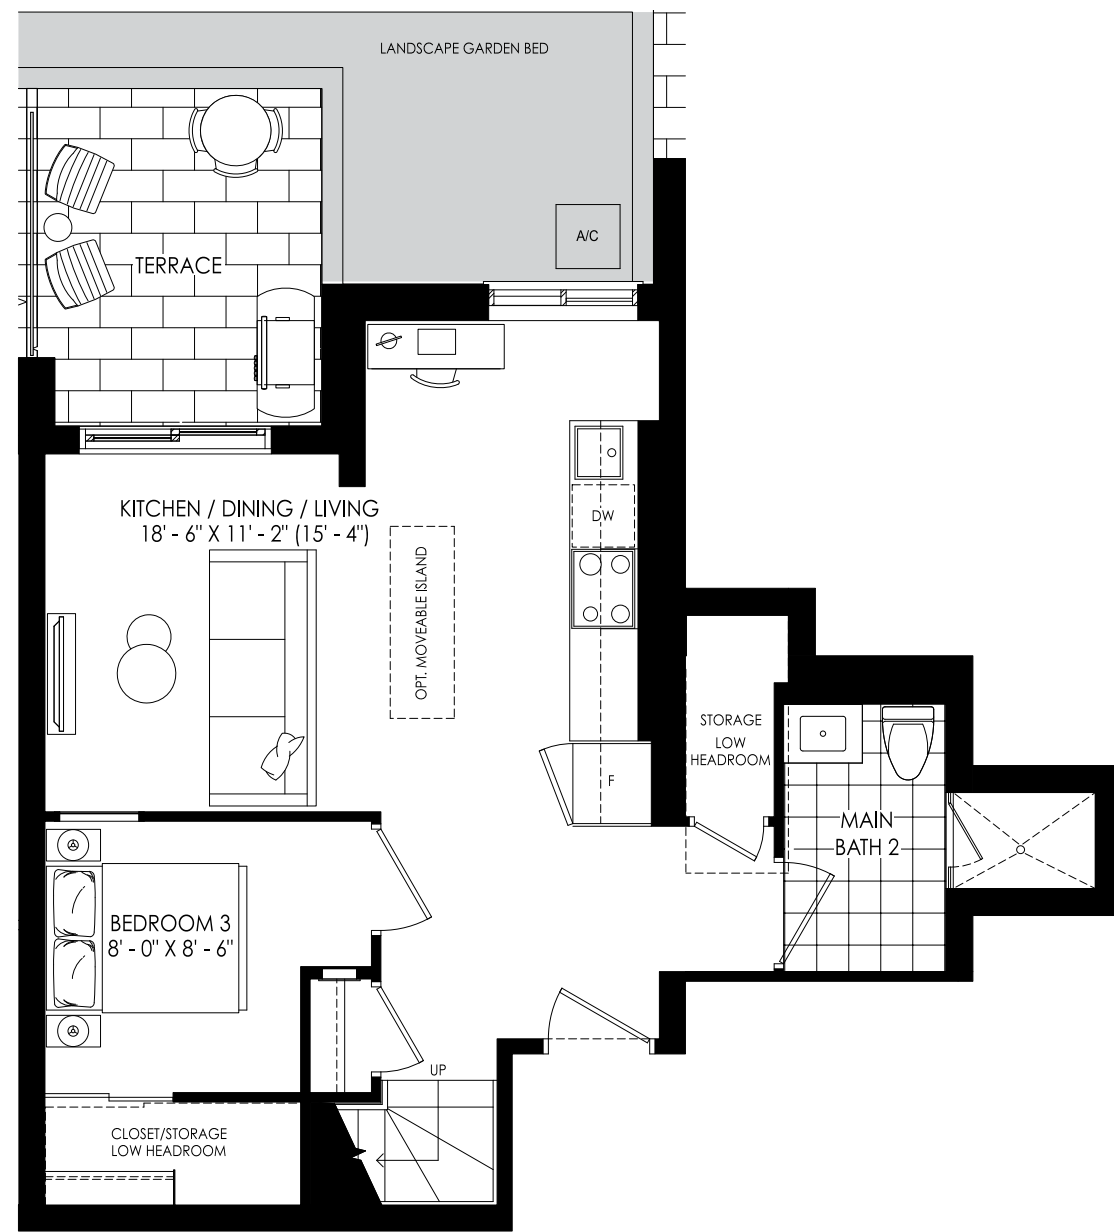 LANDSCAPE GARDEN BED
A/C
TERRACE
KITCHEN / DINING / LIVING
18' - 6" X 11' - 2" (15' - 4")
DW
OPT. MOVEABLE ISLAND
STORAGE
LOW
HEADROOM
F
MAIN
BATH 2
BEDROOM 3
8' - 0" X 8' - 6"
UP
CLOSET/STORAGE
LOW HEADROOM